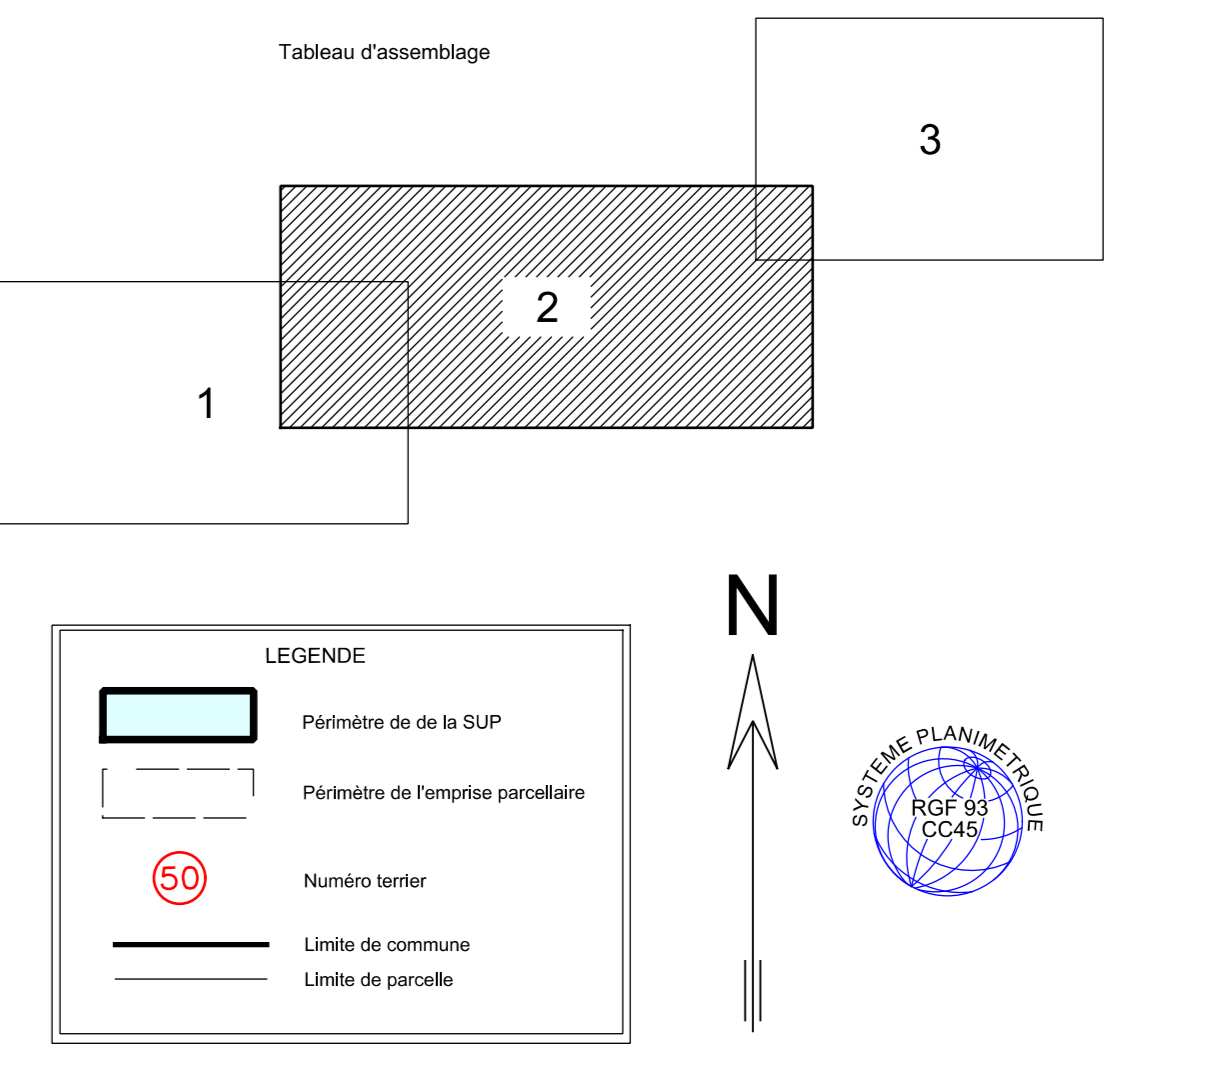 Tableau d'assemblage
3
2
1
N
LEGENDE
Périmètre de de la SUP
Périmètre de l'emprise parcellaire
50
Numéro terrier
Limite de commune
Limite de parcelle
SYSTEME PLANIMETRIQUE
RGF 93
CC45